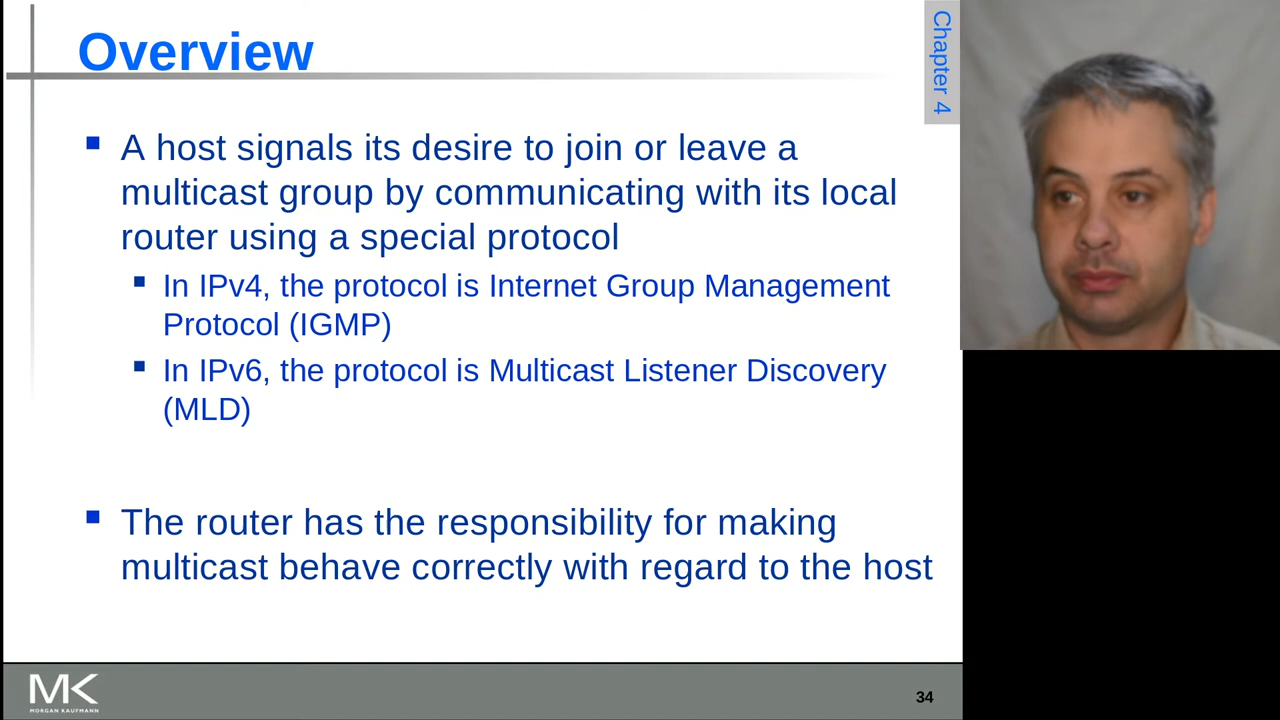 Overview
Chapter 4
A host signals its desire to join or leave a
multicast group by communicating with its local
router using a special protocol
In IPv4, the protocol is Internet Group Management
Protocol (IGMP)
In IPv6, the protocol is Multicast Listener Discovery
(MLD)
The router has the responsibility for making
multicast behave correctly with regard to the host
MK
MORGAN KAUFMANN
34